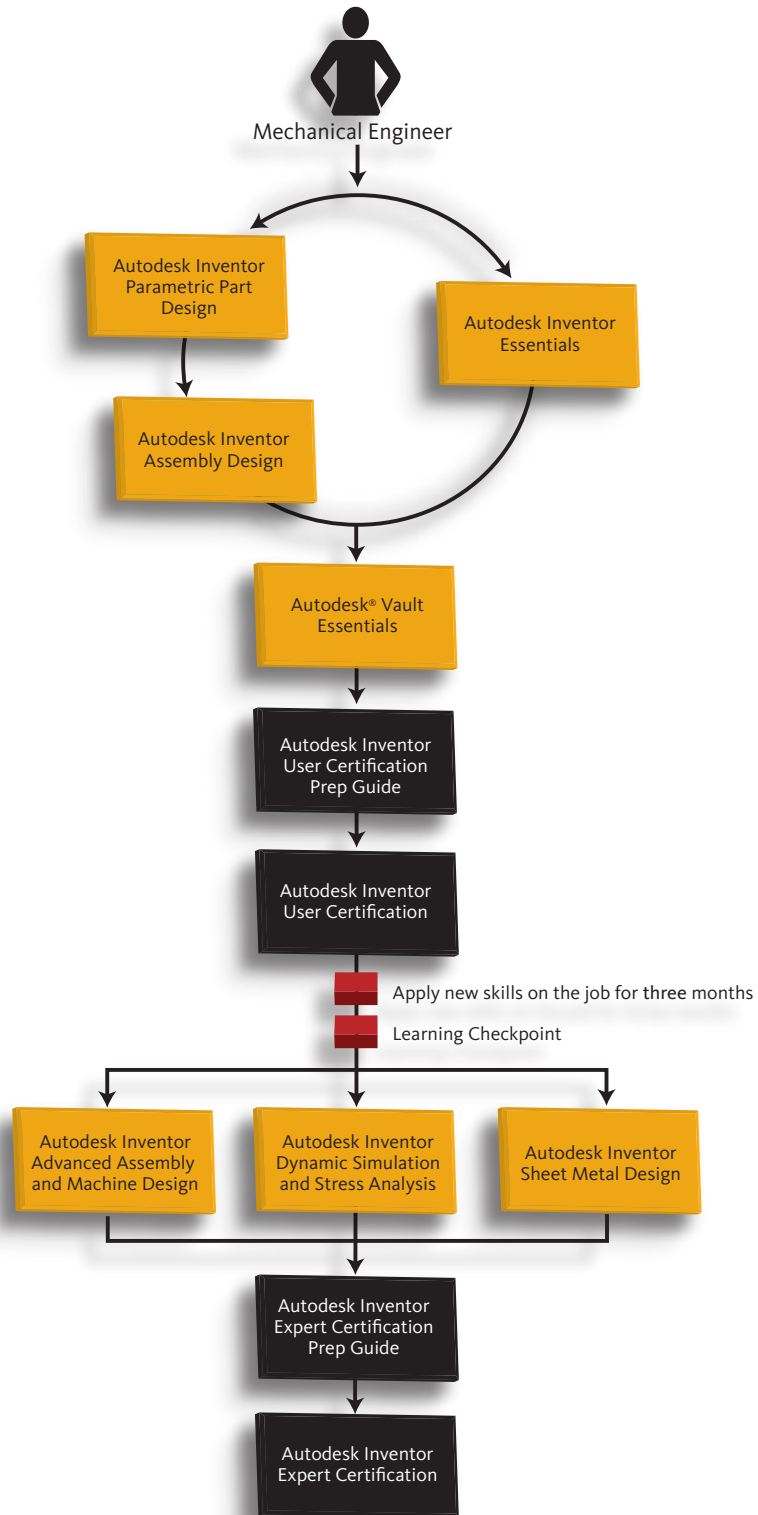 Mechanical Engineer
Autodesk Inventor
Parametric Part
Design
Autodesk Inventor
Essentials
Autodesk Inventor
Assembly Design
Autodesk® Vault
Essentials
Autodesk Inventor
User Certification
Prep Guide
Autodesk Inventor
User Certification
Apply new skills on the job for three months
Learning Checkpoint
Autodesk Inventor
Advanced Assembly
and Machine Design
Autodesk Inventor
Dynamic Simulation
and Stress Analysis
Autodesk Inventor
Sheet Metal Design
Autodesk Inventor
Expert Certification
Prep Guide
Autodesk Inventor
Expert Certification